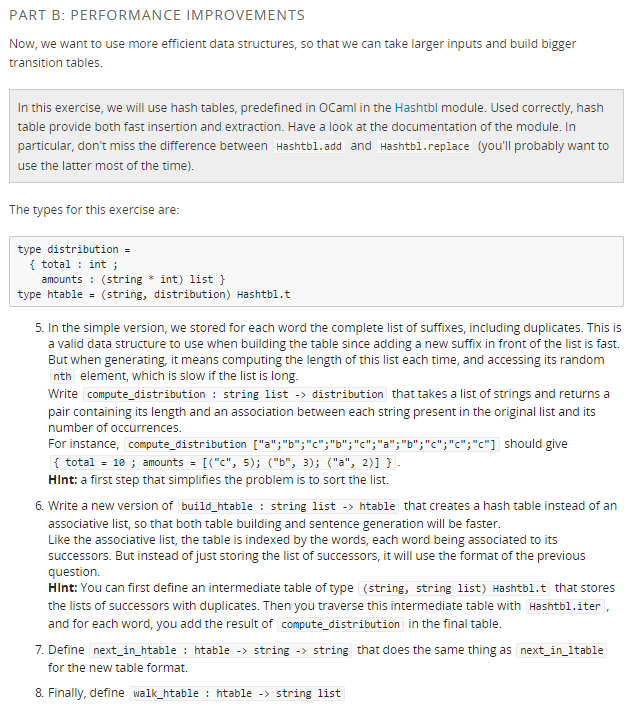 PART B: PERFORMANCE IMPROVEMENTS
Now, we want to use more efficient data structures, so that we can take larger inputs and build bigger
transition tables.
In this exercise, we will use hash tables, predefined in OCaml in the Hashtbl module. Used correctly, hash
table provide both fast insertion and extraction. Have a look at the documentation of the module. In
particular, don't miss the difference between Hashtbl.add and Hashtbl.replace (you'll probably want to
use the latter most of the time).
The types for this exercise are:
type distribution =
{ total : int ;
amounts : (string * int) list }
type htable = (string, distribution) Hashtbl.t
5. In the simple version, we stored for each word the complete list of suffixes, including duplicates. This is
a valid data structure to use when building the table since adding a new suffix in front of the list is fast.
But when generating, it means computing the length of this list each time, and accessing its random
nth element, which is slow if the list is long.
Write compute_distribution : string list -> distribution that takes a list of strings and returns a
pair containing its length and an association between each string present in the original list and its
number of occurrences.
For instance, compute_distribution ["a";"b";"c";"b";"c";"a";"b";"c";"c";"c"] should give
{ total = 10 ; amounts = [("c", 5); ("b", 3); ("a", 2)] } .
Hint: a first step that simplifies the problem is to sort the list.
6. Write a new version of build_htable : string list -> htable that creates a hash table instead of an
associative list, so that both table building and sentence generation will be faster.
Like the associative list, the table is indexed by the words, each word being associated to its
successors. But instead of just storing the list of successors, it will use the format of the previous
question.
Hint: You can first define an intermediate table of type (string, string list) Hashtbl.t that stores
the lists of successors with duplicates. Then you traverse this intermediate table with Hashtbl.iter ,
and for each word, you add the result of compute_distribution in the final table.
7. Define next_in_htable : htable -> string -> string that does the same thing as next_in_ltable
for the new table format.
8. Finally, define walk_htable : htable -> string list